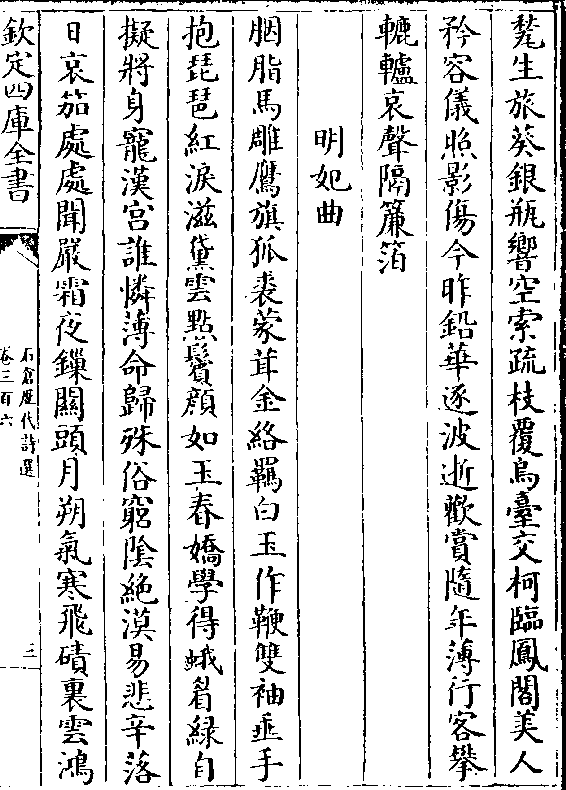 甃生旅葵銀瓶響空索疏枝覆烏臺交柯臨鳳閣美人
矜容儀照影傷今昨鉛華逐波逝歡賞隨年薄行客攀
轆轤哀聲隔簾箔
明妃曲
胭脂馬雕鷹旗狐裘蒙茸金絡羈白玉作鞭雙袖垂手
抱琵琶紅淚滋黛雲點鬢顔如玉春嬌學得蛾眉緑自
擬將身寵漢宫誰憐薄命歸殊俗窮陰絶漠易悲辛落
日哀笳處處聞嚴霜夜鏁關頭月朔氣寒飛磧裏雲鴻
欽定四庫全書
石倉歷代詩選
卷三百六
三